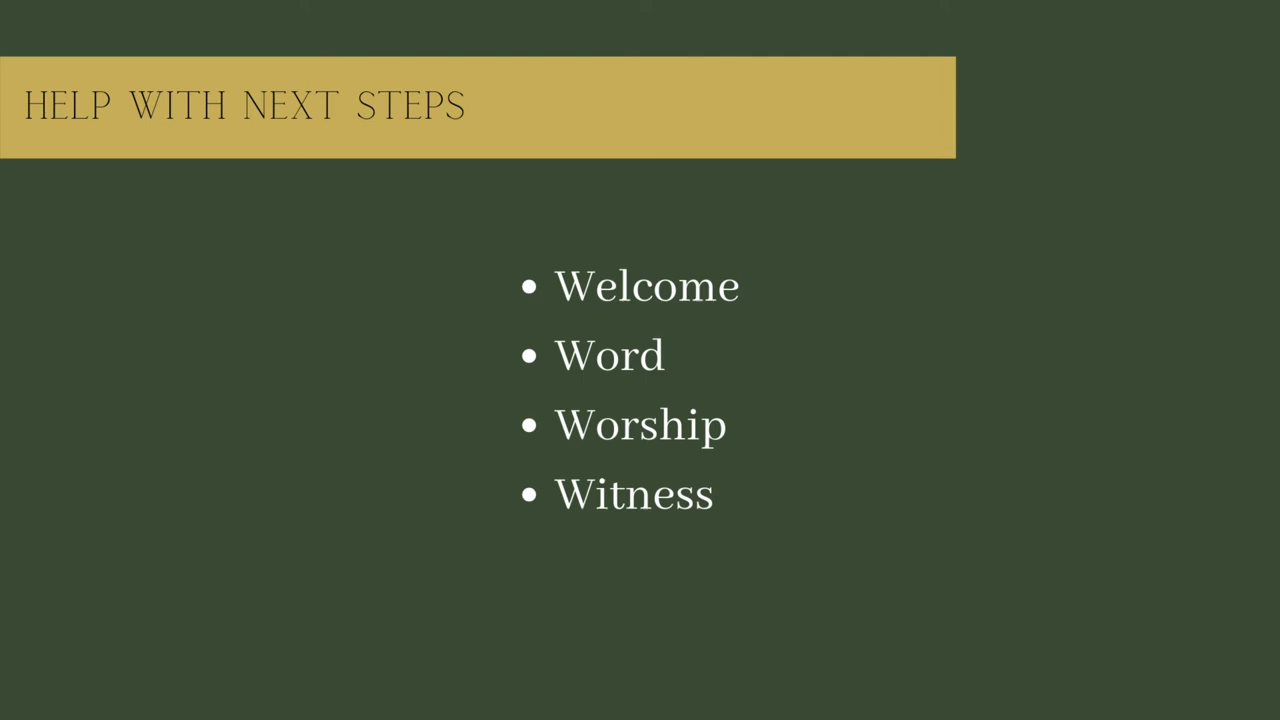 HELP WITH NEXT STEPS
• Welcome
• Word
• Worship
• Witness